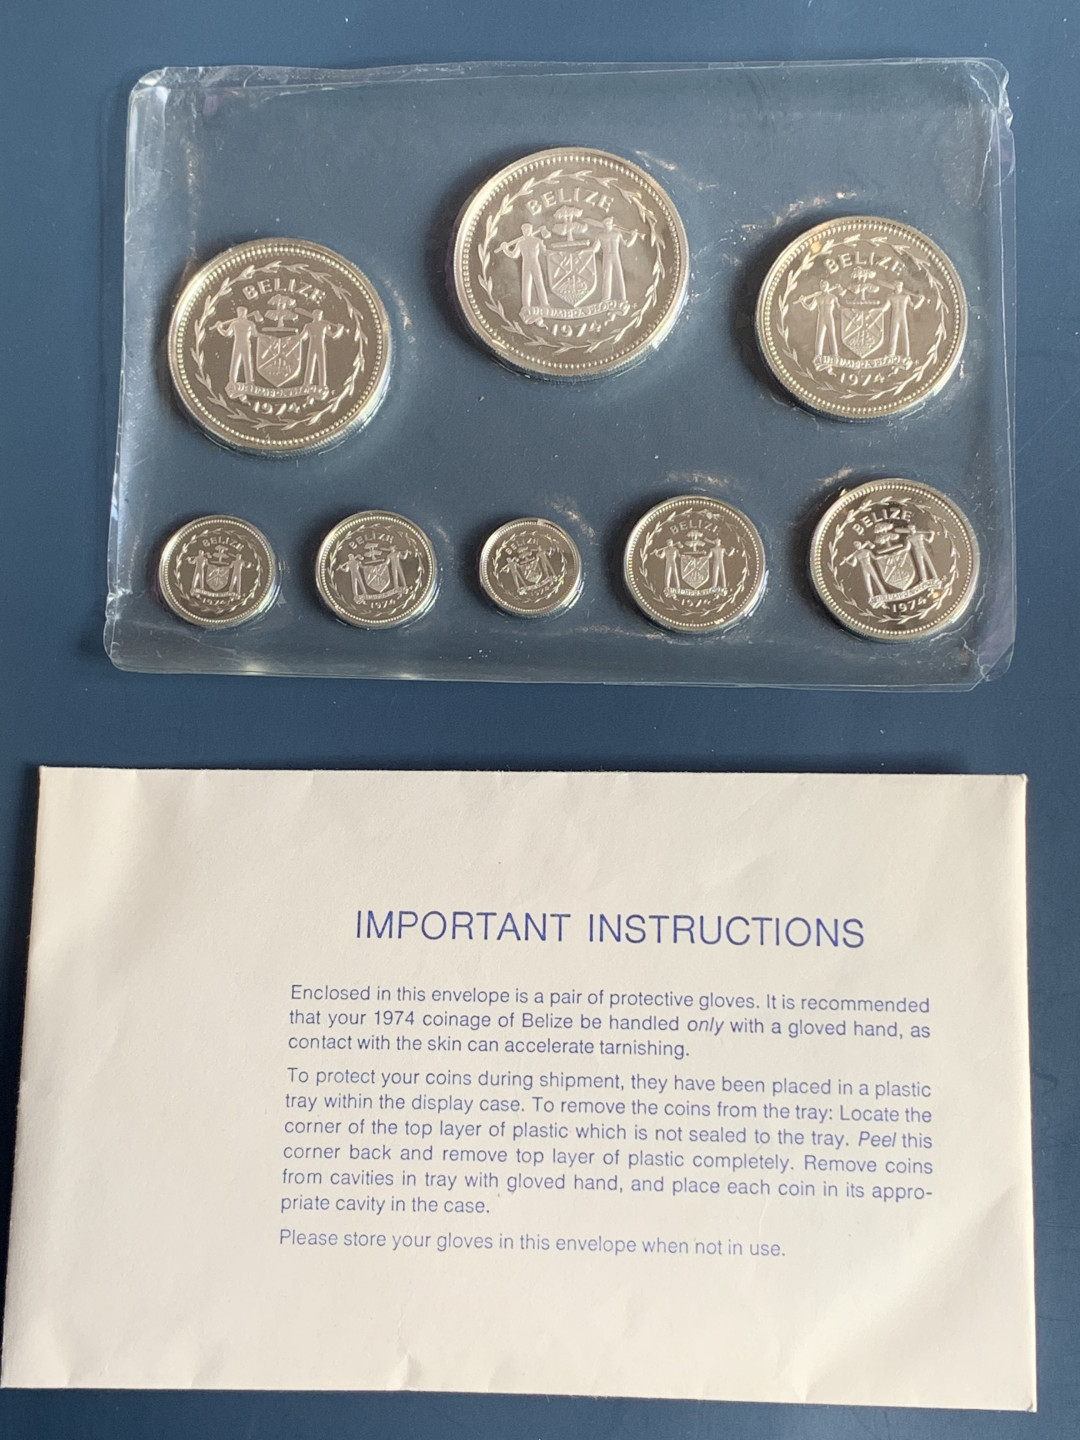 BELIZE
1974
BELIZE
1974
BELIZE
1974
BELIZE
1974
BELIZE
1974
BELIZE
1974
BELIZE
1974
BELIZE
1974
IMPORTANT INSTRUCTIONS
Enclosed in this envelope is a pair of protective gloves. It is recommended
that your 1974 coinage of Belize be handled only with a gloved hand, as
contact with the skin can accelerate tarnishing.
To protect your coins during shipment, they have been placed in a plastic
tray within the display case. To remove the coins from the tray: Locate the
corner of the top layer of plastic which is not sealed to the tray. Peel this
corner back and remove top layer of plastic completely. Remove coins
from cavities in tray with gloved hand, and place each coin in its appro-
priate cavity in the case.
Please store your gloves in this envelope when not in use.